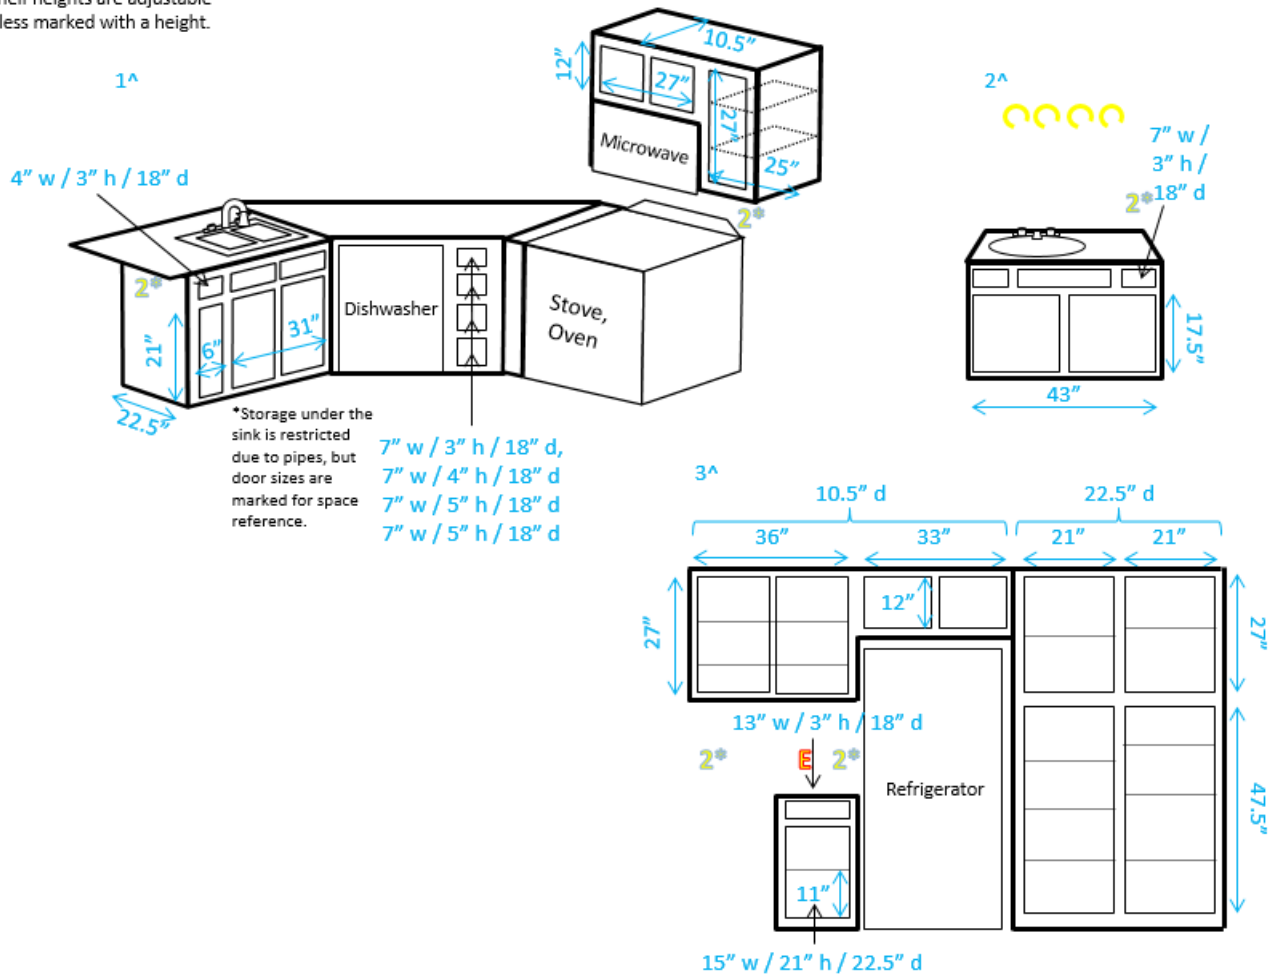 less marked with a height.
1^
12”
10.5”
27”
27”
25”
Microwave
2*
4” w / 3” h / 18” d
2*
21”
6”
31”
22.5”
Dishwasher
Stove,
Oven
*Storage under the
sink is restricted
due to pipes, but
door sizes are
marked for space
reference.
7” w / 3” h / 18” d,
7” w / 4” h / 18” d
7” w / 5” h / 18” d
7” w / 5” h / 18” d
2^
7” w /
3” h /
18” d
2*
17.5”
43”
3^
10.5” d
22.5” d
36”
33”
21”
21”
27”
12”
27”
13” w / 3” h / 18” d
2*
E
2*
Refrigerator
47.5”
11”
15” w / 21” h / 22.5” d